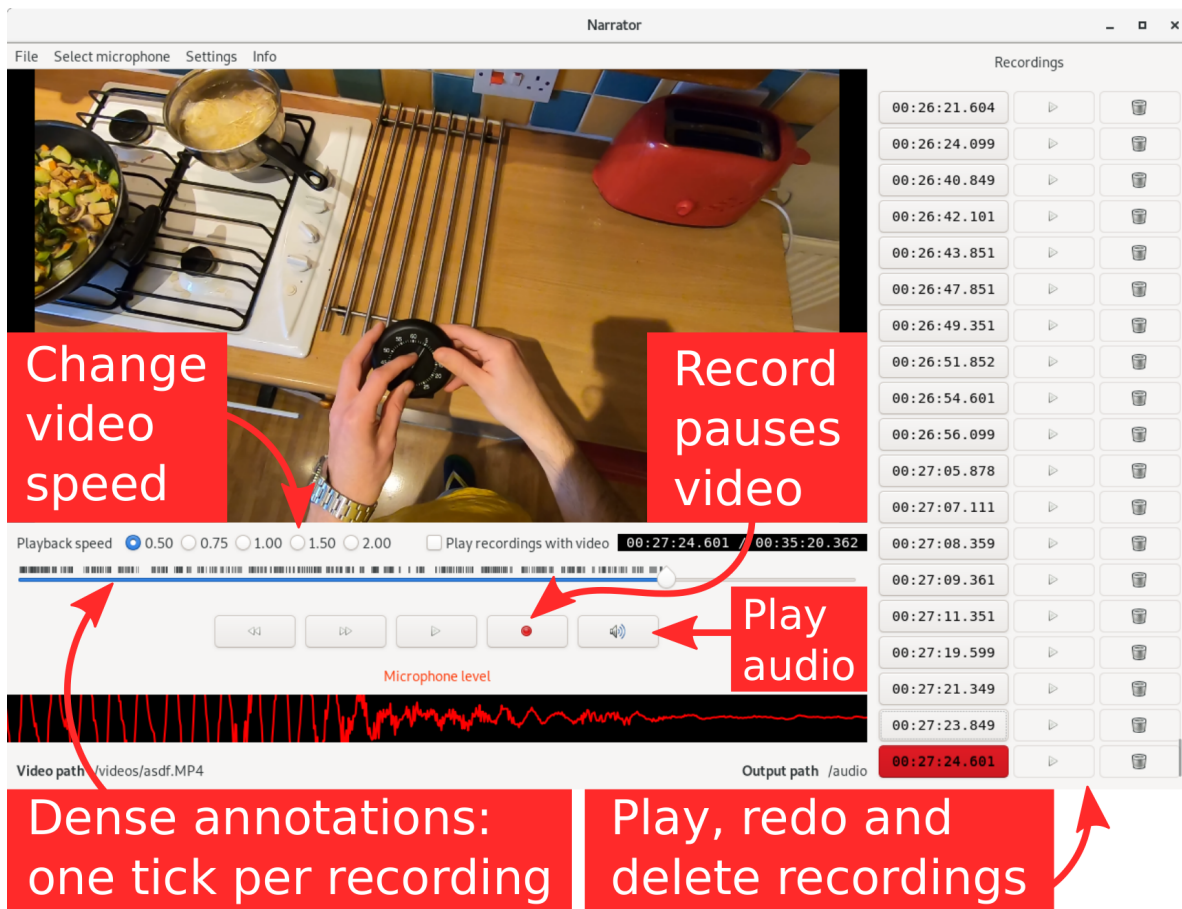 Narrator
File Select microphone Settings Info
Recordings
00:26:21.604
00:26:24.099
00:26:40.849
00:26:42.101
00:26:43.851
00:26:47.851
00:26:49.351
00:26:51.852
00:26:54.601
00:26:56.099
00:27:05.878
00:27:07.111
00:27:08.359
00:27:09.361
00:27:11.351
00:27:19.599
00:27:21.349
00:27:23.849
00:27:24.601
Change
video
speed
Record
pauses
video
Playback speed 0.50 0.75 1.00 1.50 2.00 Play recordings with video 00:27:24.601 / 00:35:20.362
Play
audio
Microphone level
Video path /videos/asdf.MP4
Output path /audio
Dense annotations:
one tick per recording
Play, redo and
delete recordings